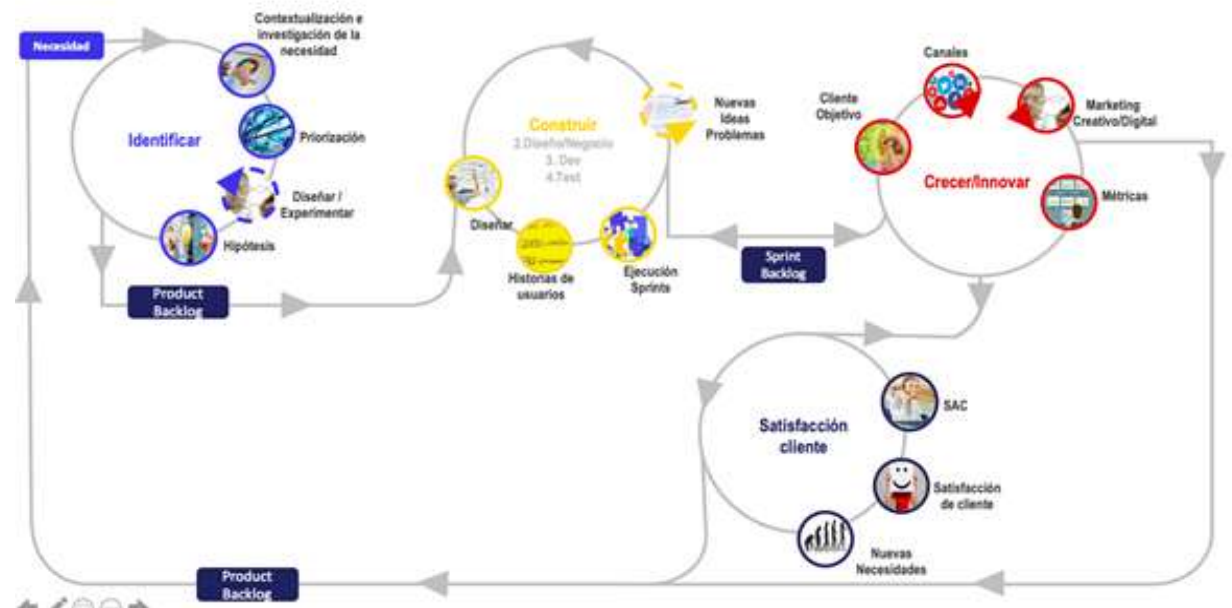 Necesidad
Contextualización e
investigación de la
necesidad
Identificar
Priorización
Diseñar /
Experimentar
Hipótesis
Product
Backlog
Construir
2.Diseño/Negocio
3. Dev
4.Test
Nuevas
Ideas
Problemas
Diseñar
Historias de
usuarios
Ejecución
Sprints
Sprint
Backlog
Canales
Cliente
Objetivo
Marketing
Creativo/Digital
Crecer/Innovar
Métricas
Satisfacción
cliente
SAC
Satisfacción
de cliente
Nuevas
Necesidades
Product
Backlog